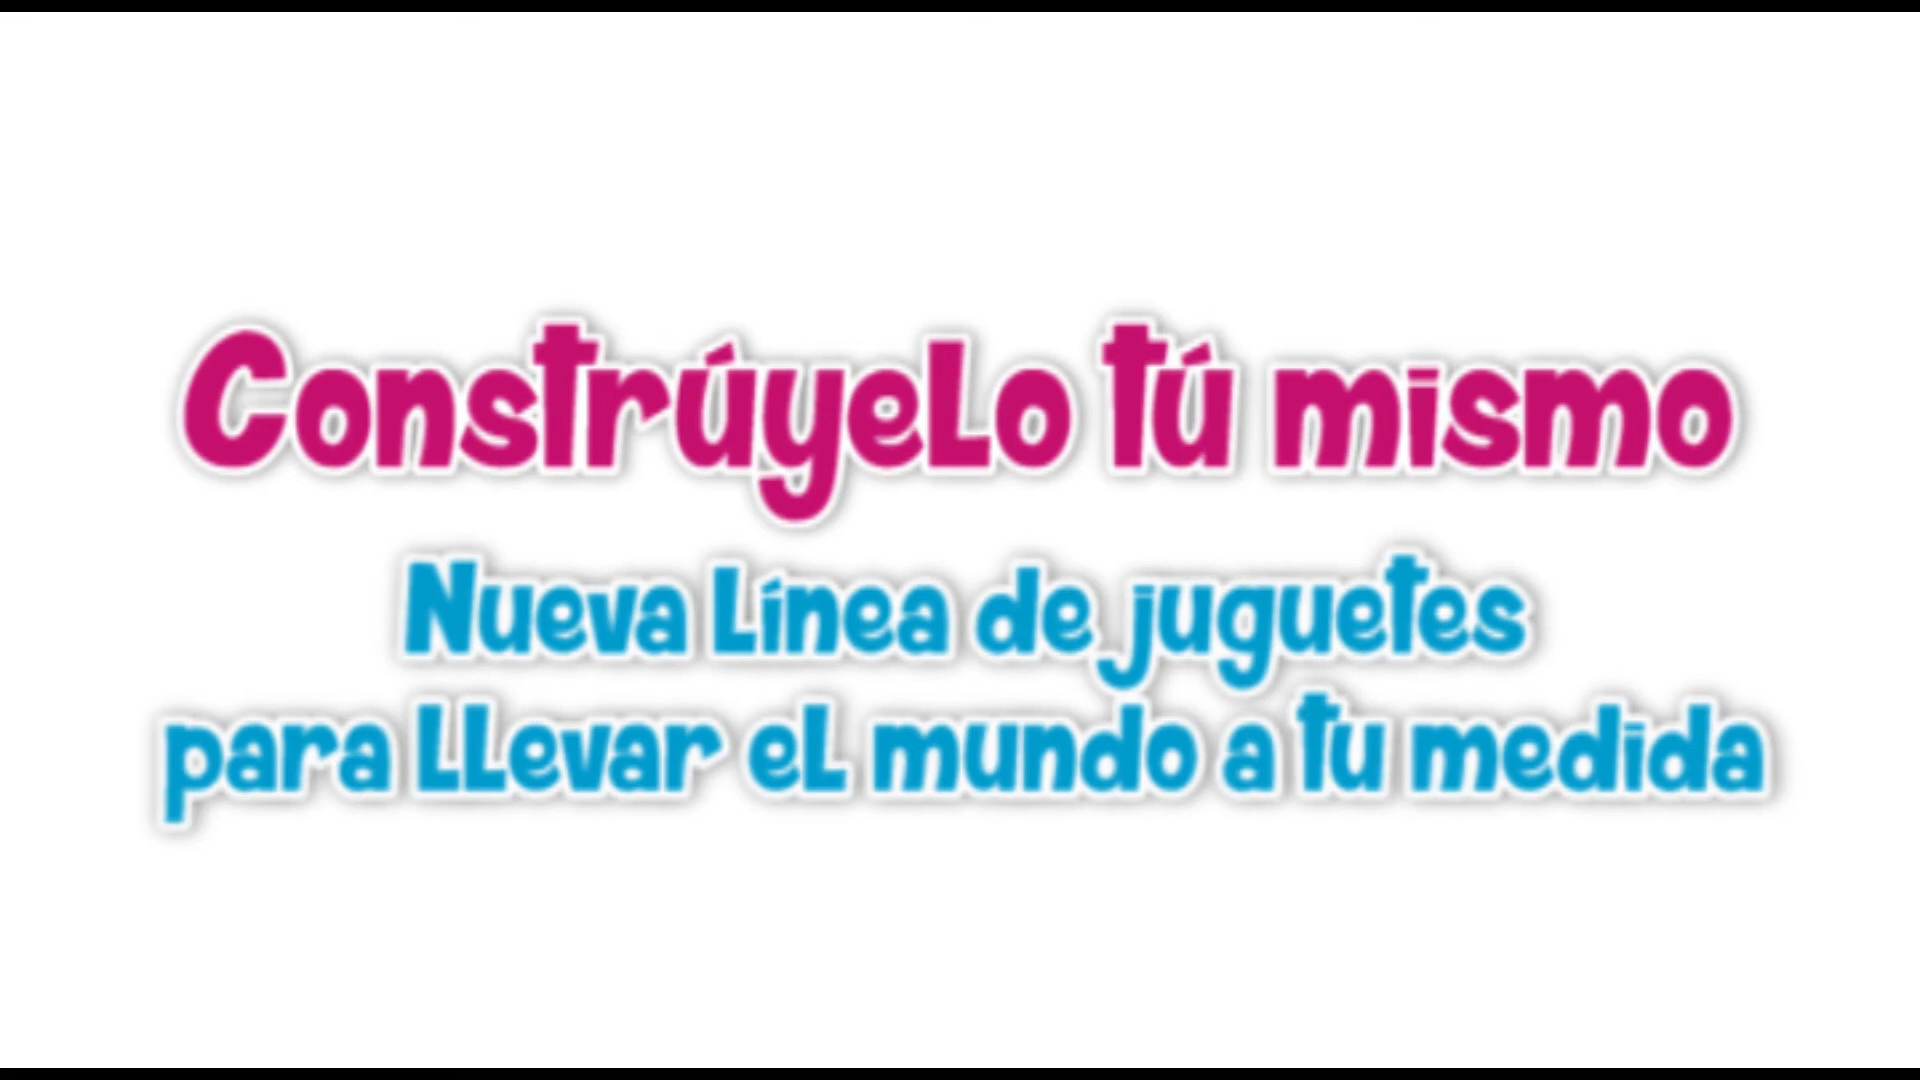 Constrúyelo tú mismo
Nueva línea de juguetes
para llevar el mundo a tu medida